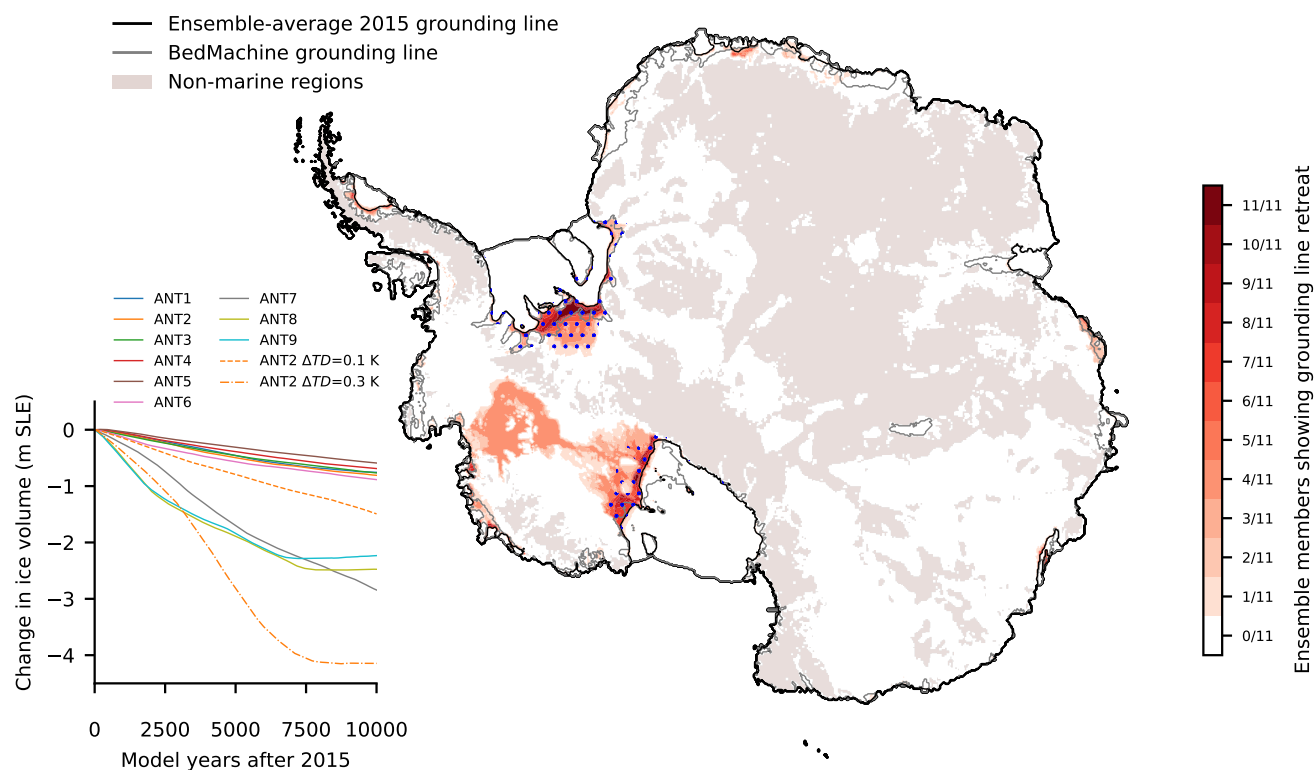 Ensemble-average 2015 grounding line
BedMachine grounding line
Non-marine regions
ANT1
ANT2
ANT3
ANT4
ANT5
ANT6
ANT7
ANT8
ANT9
ANT2 ΔTD=0.1 K
ANT2 ΔTD=0.3 K
Change in ice volume (m SLE)
0
−1
−2
−3
−4
0 2500 5000 7500 10000
Model years after 2015
11/11
10/11
9/11
8/11
7/11
6/11
5/11
4/11
3/11
2/11
1/11
0/11
Ensemble members showing grounding line retreat